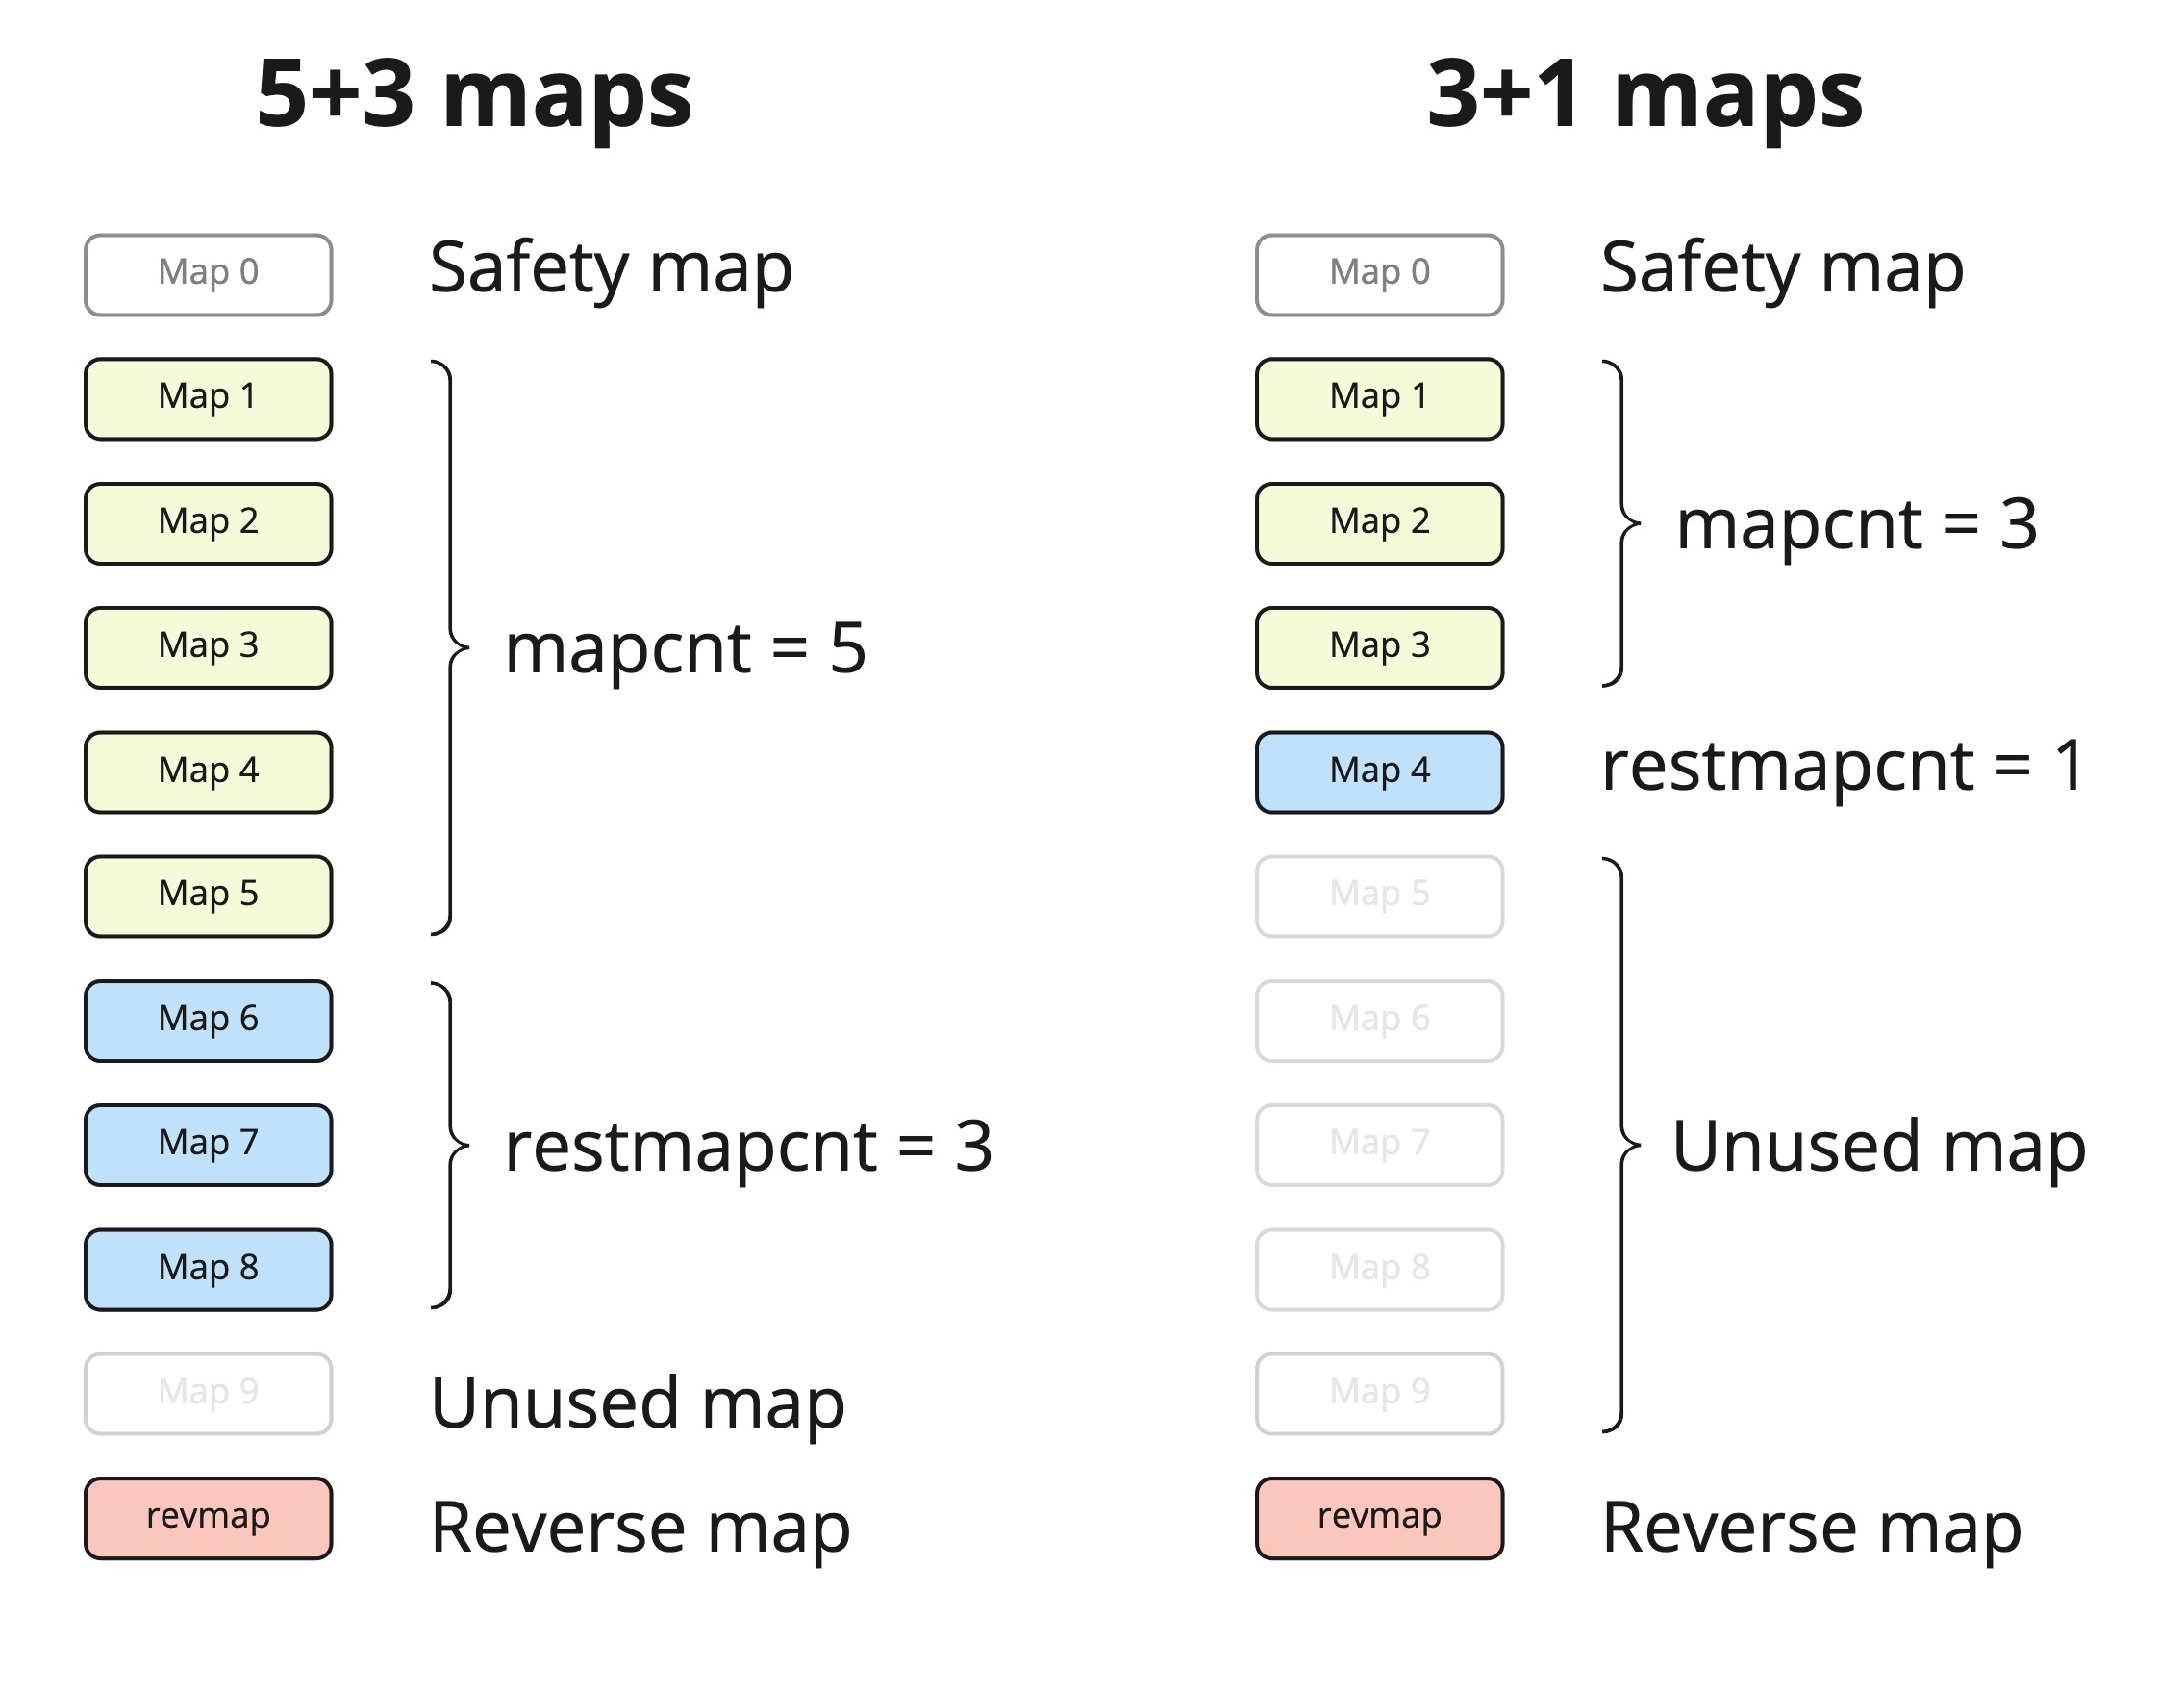 5+3 maps
Map 0
Safety map
Map 1
Map 2
Map 3
Map 4
Map 5
mapcnt = 5
Map 6
Map 7
Map 8
restmapcnt = 3
Map 9
Unused map
revmap
Reverse map
3+1 maps
Map 0
Safety map
Map 1
Map 2
Map 3
mapcnt = 3
Map 4
restmapcnt = 1
Map 5
Map 6
Map 7
Map 8
Map 9
Unused map
revmap
Reverse map